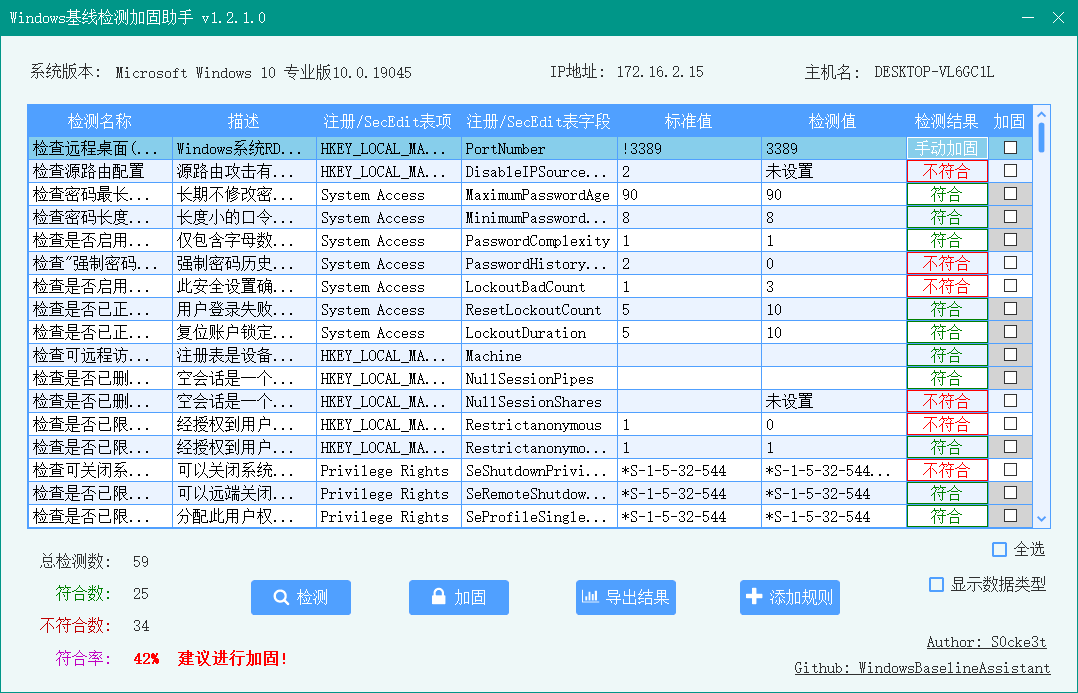 Windows基线检测加固助手 v1.2.1.0
系统版本: Microsoft Windows 10 专业版10.0.19045 IP地址: 172.16.2.15 主机名: DESKTOP-VL6GC1L
检测名称 描述 注册/SecEdit表项 注册/SecEdit表字段 标准值 检测值 检测结果 加固
检查远程桌面(... Windows系统RD... HKEY_LOCAL_MA... PortNumber !3389 3389 手动加固
检查源路由配置 源路由攻击有... HKEY_LOCAL_MA... DisableIPSource... 2 未设置 不符合
检查密码最长... 长期不修改密... System Access MaximumPasswordAge 90 90 符合
检查密码长度... 长度小的口令... System Access MinimumPassword... 8 8 符合
检查是否启用... 仅包含字母数... System Access PasswordComplexity 1 1 符合
检查"强制密码... 强制密码历史... System Access PasswordHistory... 2 0 不符合
检查是否启用... 此安全设置确... System Access LockoutBadCount 1 3 不符合
检查是否已正... 用户登录失败... System Access ResetLockoutCount 5 10 符合
检查是否已正... 复位账户锁定... System Access LockoutDuration 5 10 符合
检查可远程访... 注册表是设备... HKEY_LOCAL_MA... Machine 符合
检查是否已删... 空会话是一个... HKEY_LOCAL_MA... NullSessionPipes 符合
检查是否已删... 空会话是一个... HKEY_LOCAL_MA... NullSessionShares 未设置 不符合
检查是否已限... 经授权到用户... HKEY_LOCAL_MA... Restrictanonymous 1 0 不符合
检查是否已限... 经授权到用户... HKEY_LOCAL_MA... Restrictanonymo... 1 1 符合
检查可关闭系... 可以关闭系统... Privilege Rights SeShutdownPrivi... *S-1-5-32-544 *S-1-5-32-544... 不符合
检查是否已限... 可以远端关闭... Privilege Rights SeRemoteShutdow... *S-1-5-32-544 *S-1-5-32-544 符合
检查是否已限... 分配此用户权... Privilege Rights SeProfileSingle... *S-1-5-32-544 *S-1-5-32-544 符合
全选
总检测数: 59
显示数据类型
符合数: 25
检测 加固 导出结果 添加规则
不符合数: 34
Author: S0cke3t
符合率: 42% 建议进行加固!
Github: WindowsBaselineAssistant